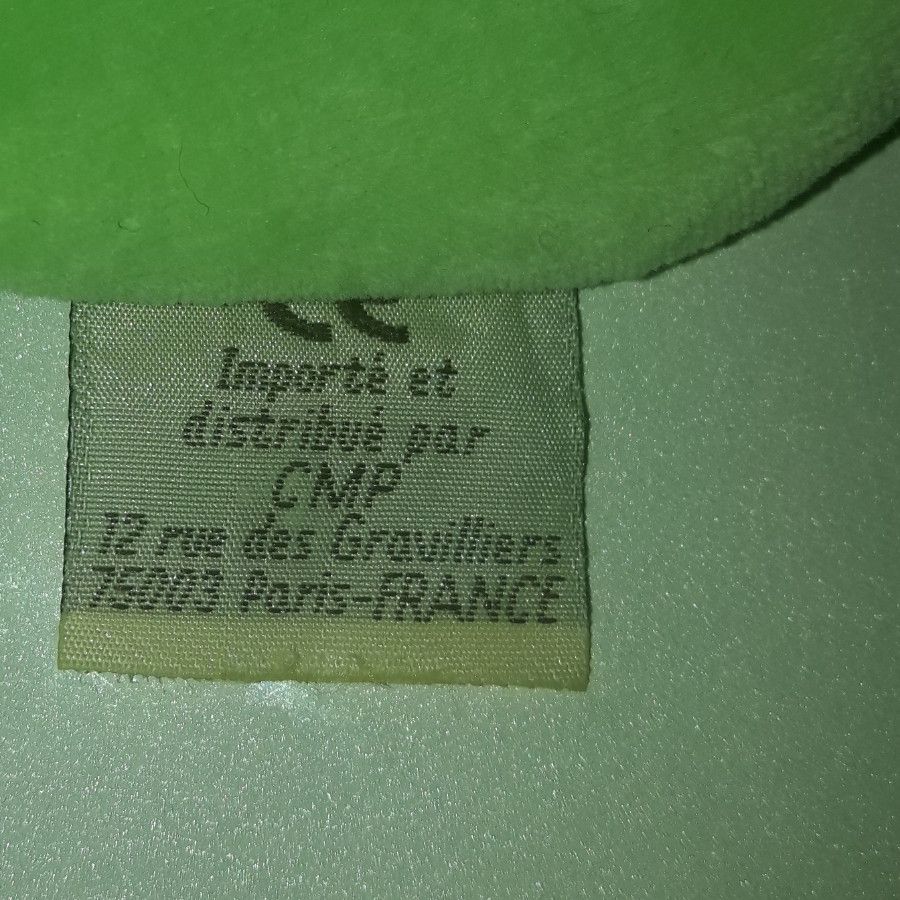 CE
Importé et
distribué par
CMP
12 rue des Gravilliers
75003 Paris-FRANCE